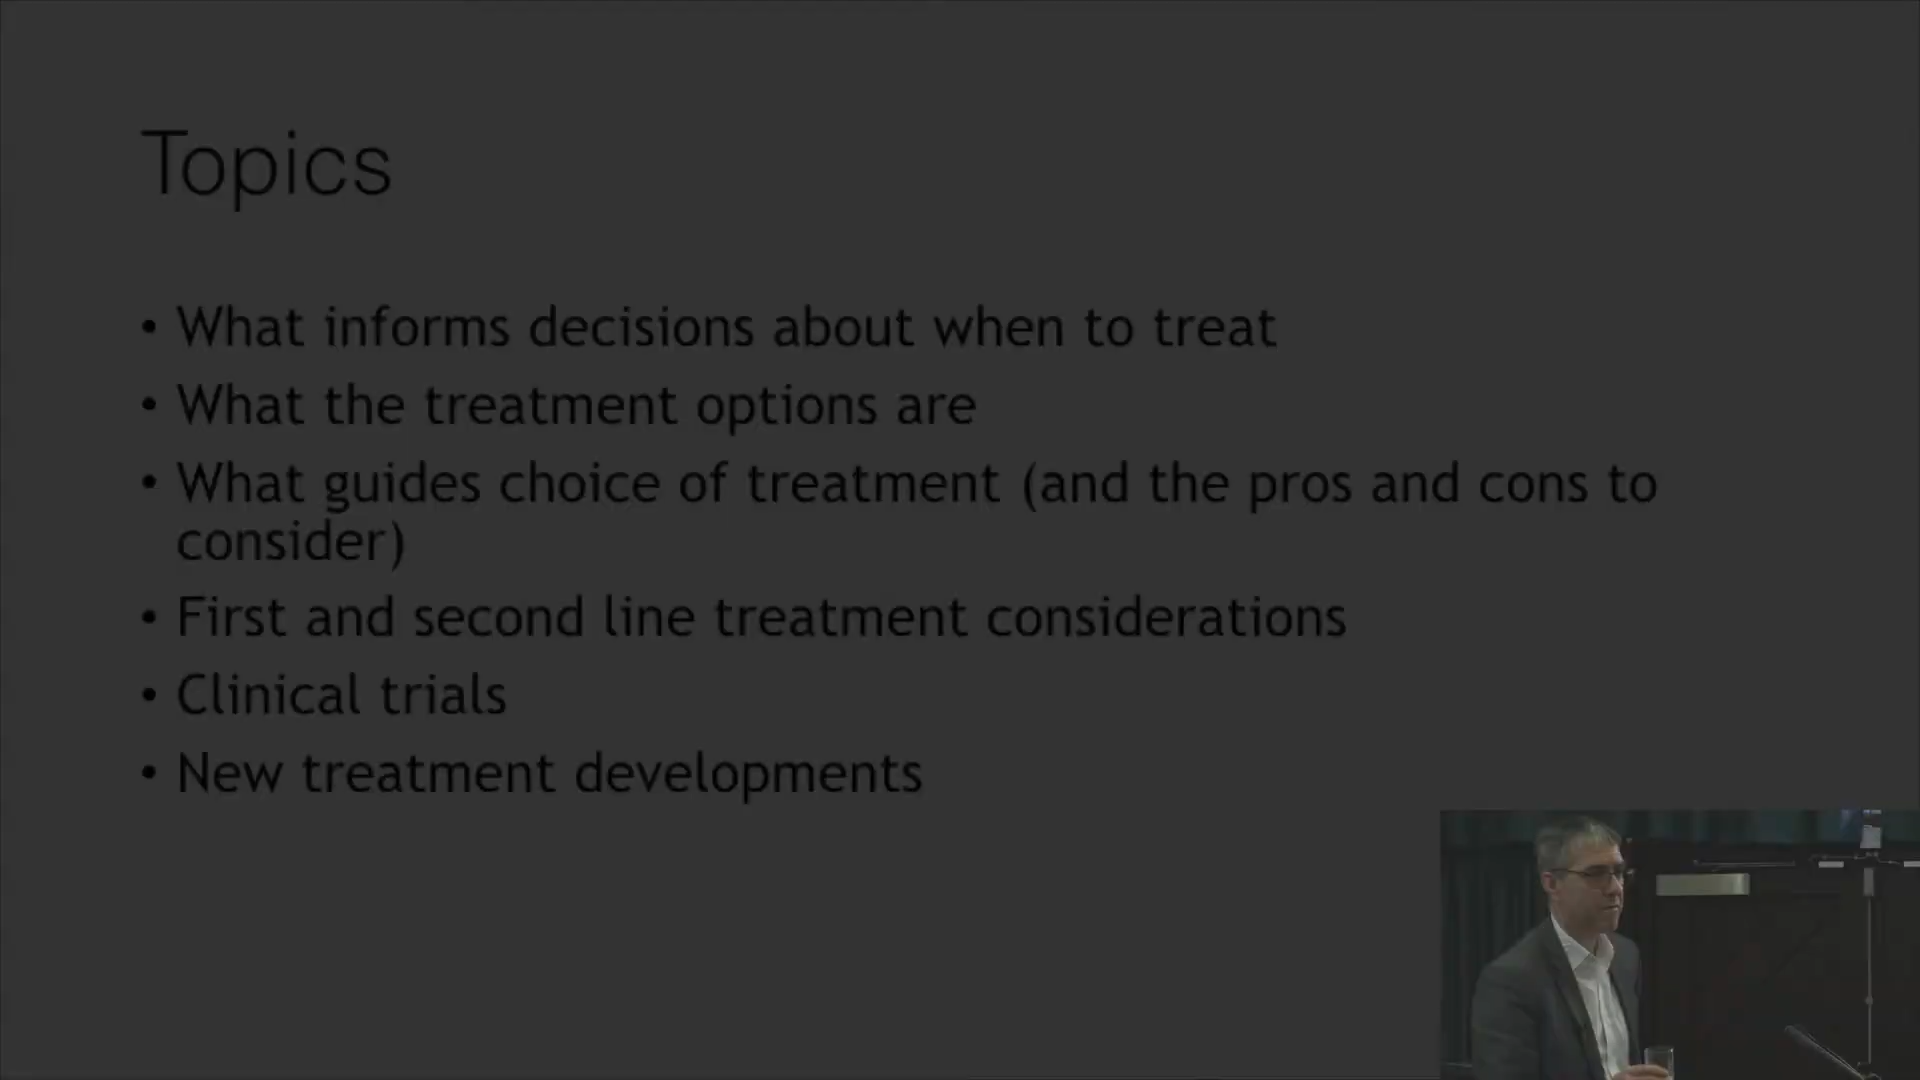 Topics
• What informs decisions about when to treat
• What the treatment options are
• What guides choice of treatment (and the pros and cons to
consider)
• First and second line treatment considerations
• Clinical trials
• New treatment developments